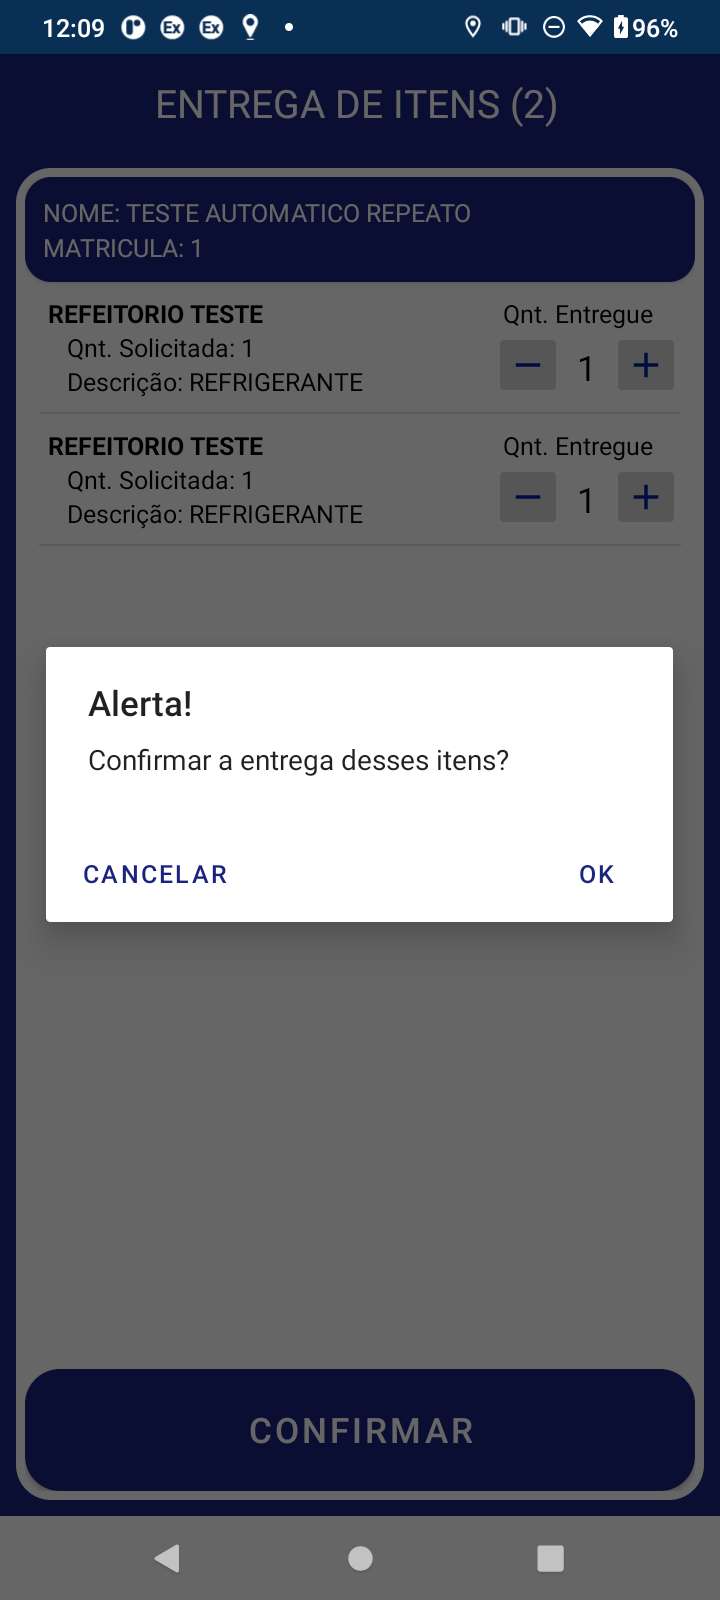 12:09 Ex Ex 96%
ENTREGA DE ITENS (2)
NOME: TESTE AUTOMATICO REPEATO
MATRICULA: 1
REFEITORIO TESTE Qnt. Entregue
Qnt. Solicitada: 1
Descrição: REFRIGERANTE − 1 +
REFEITORIO TESTE Qnt. Entregue
Qnt. Solicitada: 1
Descrição: REFRIGERANTE − 1 +
Alerta!
Confirmar a entrega desses itens?
CANCELAR OK
CONFIRMAR